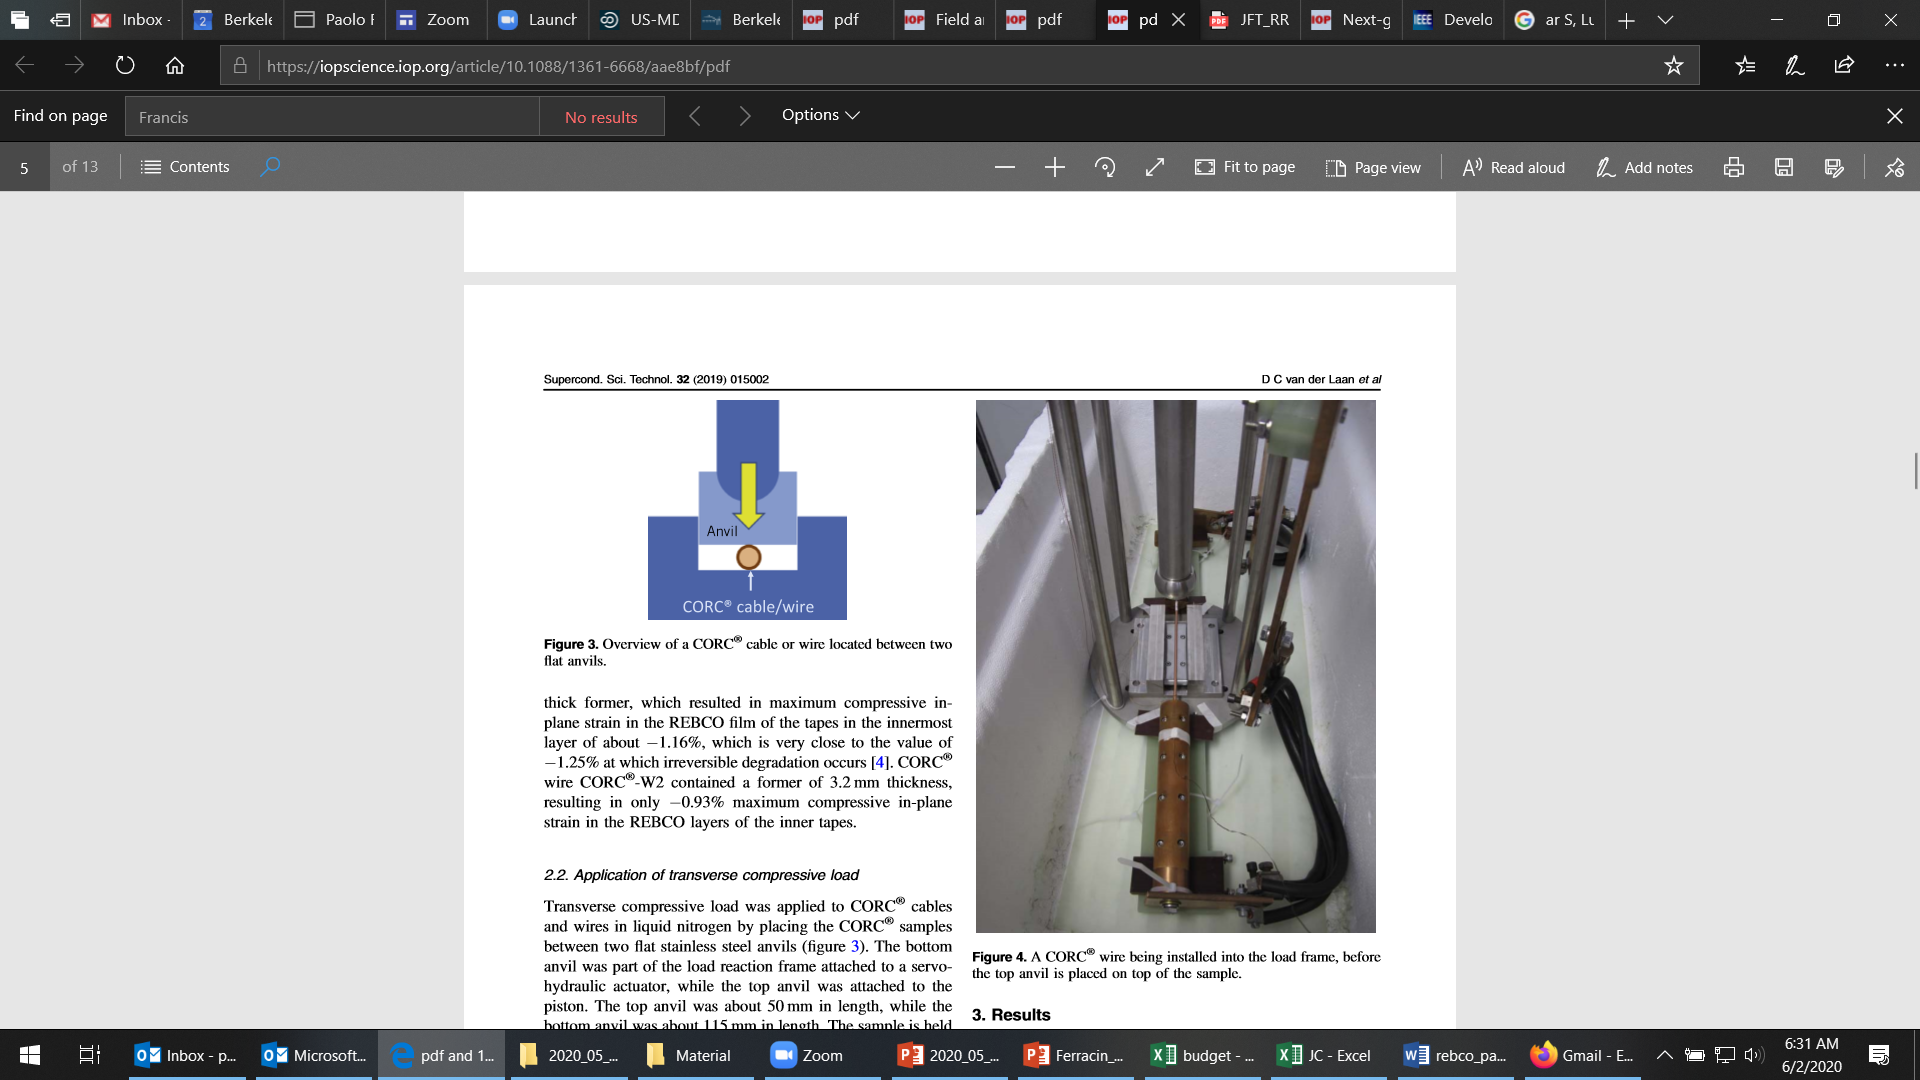 Inbox -
Berkele
Paolo F
Zoom
Launch
US-MD
Berkele
pdf
Field a
pdf
pd
JFT_RR
Next-g
Develo
ar S, Lu
https://iopscience.iop.org/article/10.1088/1361-6668/aae8bf/pdf
Find on page
Francis
No results
Options
5
of 13
Contents
Fit to page
Page view
Read aloud
Add notes
Supercond. Sci. Technol. 32 (2019) 015002
D C van der Laan et al
Anvil
CORC® cable/wire
Figure 3. Overview of a CORC® cable or wire located between two
flat anvils.
thick former, which resulted in maximum compressive in-
plane strain in the REBCO film of the tapes in the innermost
layer of about −1.16%, which is very close to the value of
−1.25% at which irreversible degradation occurs [4]. CORC®
wire CORC®-W2 contained a former of 3.2 mm thickness,
resulting in only −0.93% maximum compressive in-plane
strain in the REBCO layers of the inner tapes.
2.2. Application of transverse compressive load
Transverse compressive load was applied to CORC® cables
and wires in liquid nitrogen by placing the CORC® samples
between two flat stainless steel anvils (figure 3). The bottom
anvil was part of the load reaction frame attached to a servo-
hydraulic actuator, while the top anvil was attached to the
piston. The top anvil was about 50 mm in length, while the
bottom anvil was about 115 mm in length. The sample is held
Figure 4. A CORC® wire being installed into the load frame, before
the top anvil is placed on top of the sample.
3. Results
Inbox - p...
Microsoft...
pdf and 1...
2020_05_...
Material
Zoom
2020_05_...
Ferracin_...
budget - ...
JC - Excel
rebco_pa...
Gmail - E...
6:31 AM
6/2/2020